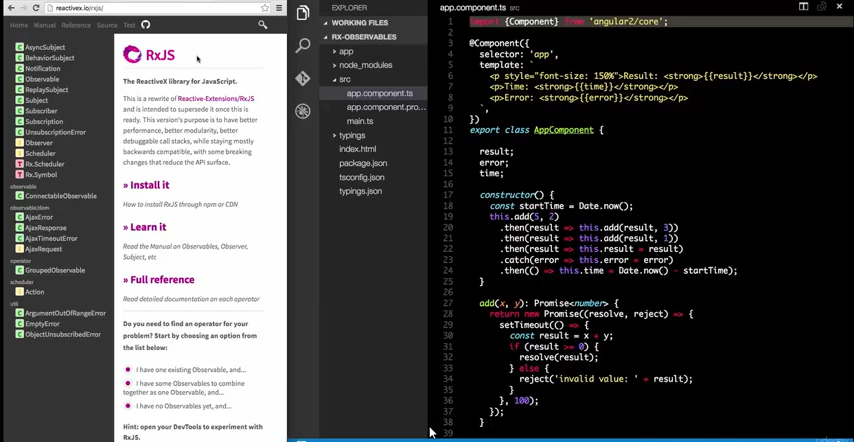 reactivex.io/rxjs/
Home Manual Reference Source Test
AsyncSubject
BehaviorSubject
Notification
Observable
ReplaySubject
Subject
Subscriber
Subscription
UnsubscriptionError
Observer
Scheduler
Rx.Scheduler
Rx.Symbol
observable
ConnectableObservable
observable/dom
AjaxError
AjaxResponse
AjaxTimeoutError
AjaxRequest
operator
GroupedObservable
scheduler
Action
util
ArgumentOutOfRangeError
EmptyError
ObjectUnsubscribedError
RxJS
The ReactiveX library for JavaScript.
This is a rewrite of Reactive-Extensions/RxJS
and is intended to supersede it once this is
ready. This version's purpose is to have better
performance, better modularity, better
debuggable call stacks, while staying mostly
backwards compatible, with some breaking
changes that reduce the API surface.
» Install it
How to install RxJS through npm or CDN
» Learn it
Read the Manual on Observables, Observer,
Subject, etc
» Full reference
Read detailed documentation on each operator
Do you need to find an operator for your
problem? Start by choosing an option from
the list below:
I have one existing Observable, and...
I have some Observables to combine
together as one Observable, and...
I have no Observables yet, and...
Hint: open your DevTools to experiment with
RxJS.
EXPLORER
WORKING FILES
RX-OBSERVABLES
app
node_modules
src
app.component.ts
app.component.pro...
main.ts
typings
index.html
package.json
tsconfig.json
typings.json
app.component.ts
1 import {Component} from 'angular2/core';
2
3 @Component({
4 selector: 'app',
5 template: `
6 <p style="font-size: 150%">Result: <strong>{{result}}</strong></p>
7 <p>Time: <strong>{{time}}</strong></p>
8 <p>Error: <strong>{{error}}</strong></p>
9 `,
10 })
11 export class AppComponent {
12
13 result;
14 error;
15 time;
16
17 constructor() {
18 const startTime = Date.now();
19 this.add(5, 2)
20 .then(result => this.add(result, 3))
21 .then(result => this.add(result, 1))
22 .then(result => this.result = result)
23 .catch(error => this.error = error)
24 .then(() => this.time = Date.now() - startTime);
25 }
26
27 add(x, y): Promise<number> {
28 return new Promise((resolve, reject) => {
29 setTimeout(() => {
30 const result = x + y;
31 if (result >= 0) {
32 resolve(result);
33 } else {
34 reject('invalid value: ' + result);
35 }
36 }, 100);
37 });
38 }
39